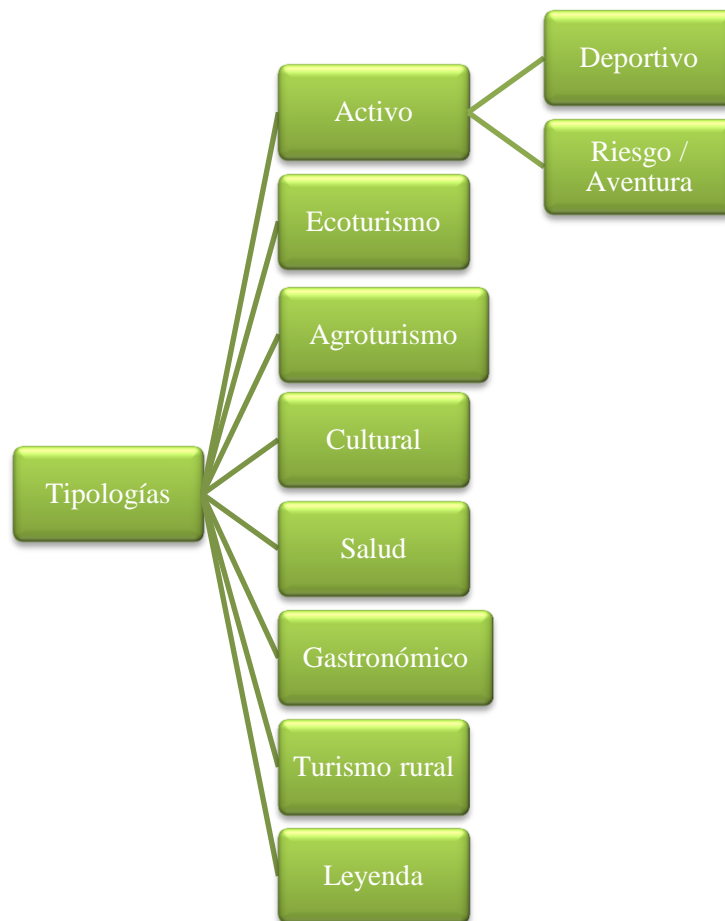 Tipologías
Activo
Deportivo
Riesgo /
Aventura
Ecoturismo
Agroturismo
Cultural
Salud
Gastronómico
Turismo rural
Leyenda